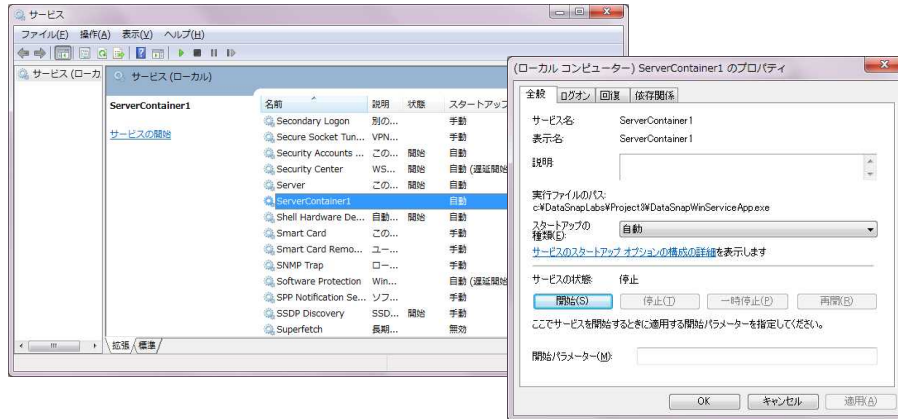 サービス
ファイル(F) 操作(A) 表示(V) ヘルプ(H)
サービス (ローカ
サービス (ローカル)
ServerContainer1
サービスの開始
名前 説明 状態 スタートアップ
Secondary Logon 別の... 手動
Secure Socket Tun... VPN... 手動
Security Accounts ... この... 開始 自動
Security Center WS... 開始 自動 (遅延開始
Server この... 開始 自動
ServerContainer1 自動
Shell Hardware De... 自動... 開始 自動
Smart Card この... 手動
Smart Card Remo... ユー... 手動
SNMP Trap ロー... 手動
Software Protection Win... 自動 (遅延開始
SPP Notification Se... ソフ... 手動
SSDP Discovery SSD... 開始 手動
Superfetch 長期... 無効
拡張 標準
(ローカル コンピューター) ServerContainer1 のプロパティ
全般 ログオン 回復 依存関係
サービス名: ServerContainer1
表示名: ServerContainer1
説明:
実行ファイルのパス:
c:¥DataSnapLabs¥Project3¥DataSnapWinServiceApp.exe
スタートアップの種類(E): 自動
サービスのスタートアップ オプションの構成の詳細を表示します
サービスの状態: 停止
開始(S) 停止(T) 一時停止(P) 再開(R)
ここでサービスを開始するときに適用する開始パラメーターを指定してください。
開始パラメーター(M):
OK キャンセル 適用(A)